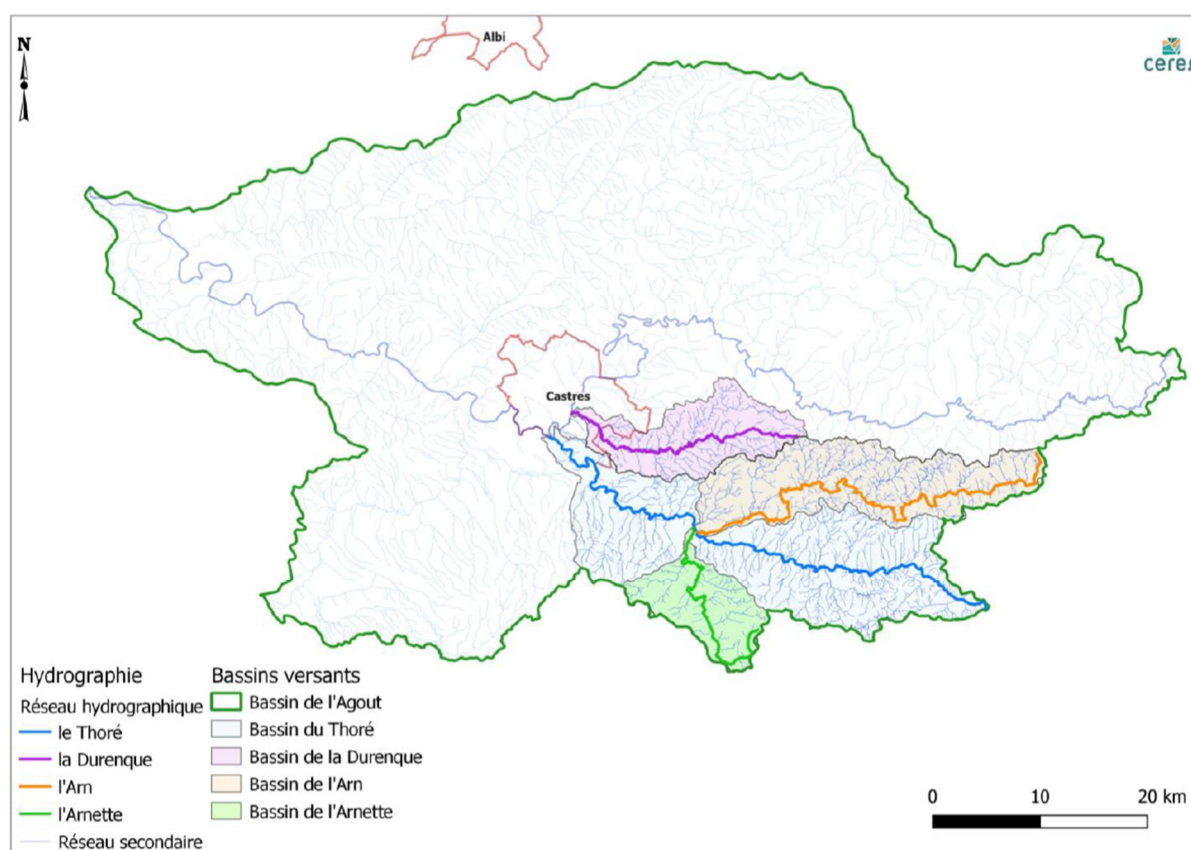 Albi
N
Castres
Hydrographie
Réseau hydrographique
le Thoré
la Durenque
l'Arn
l'Arnette
Réseau secondaire
Bassins versants
Bassin de l'Agout
Bassin du Thoré
Bassin de la Durenque
Bassin de l'Arn
Bassin de l'Arnette
0 10 20 km